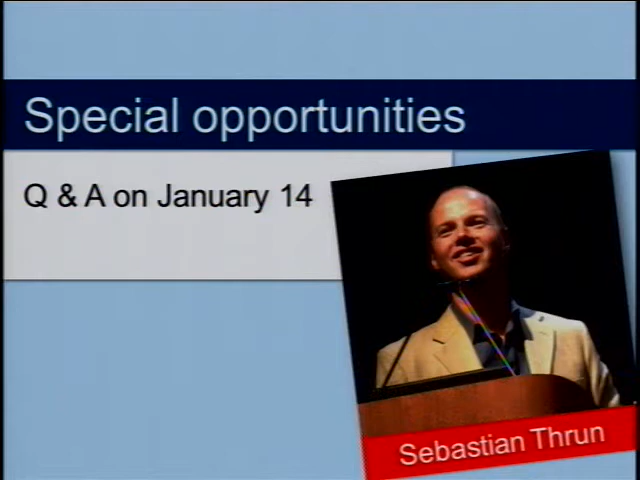 Special opportunities
Q & A on January 14
Sebastian Thrun